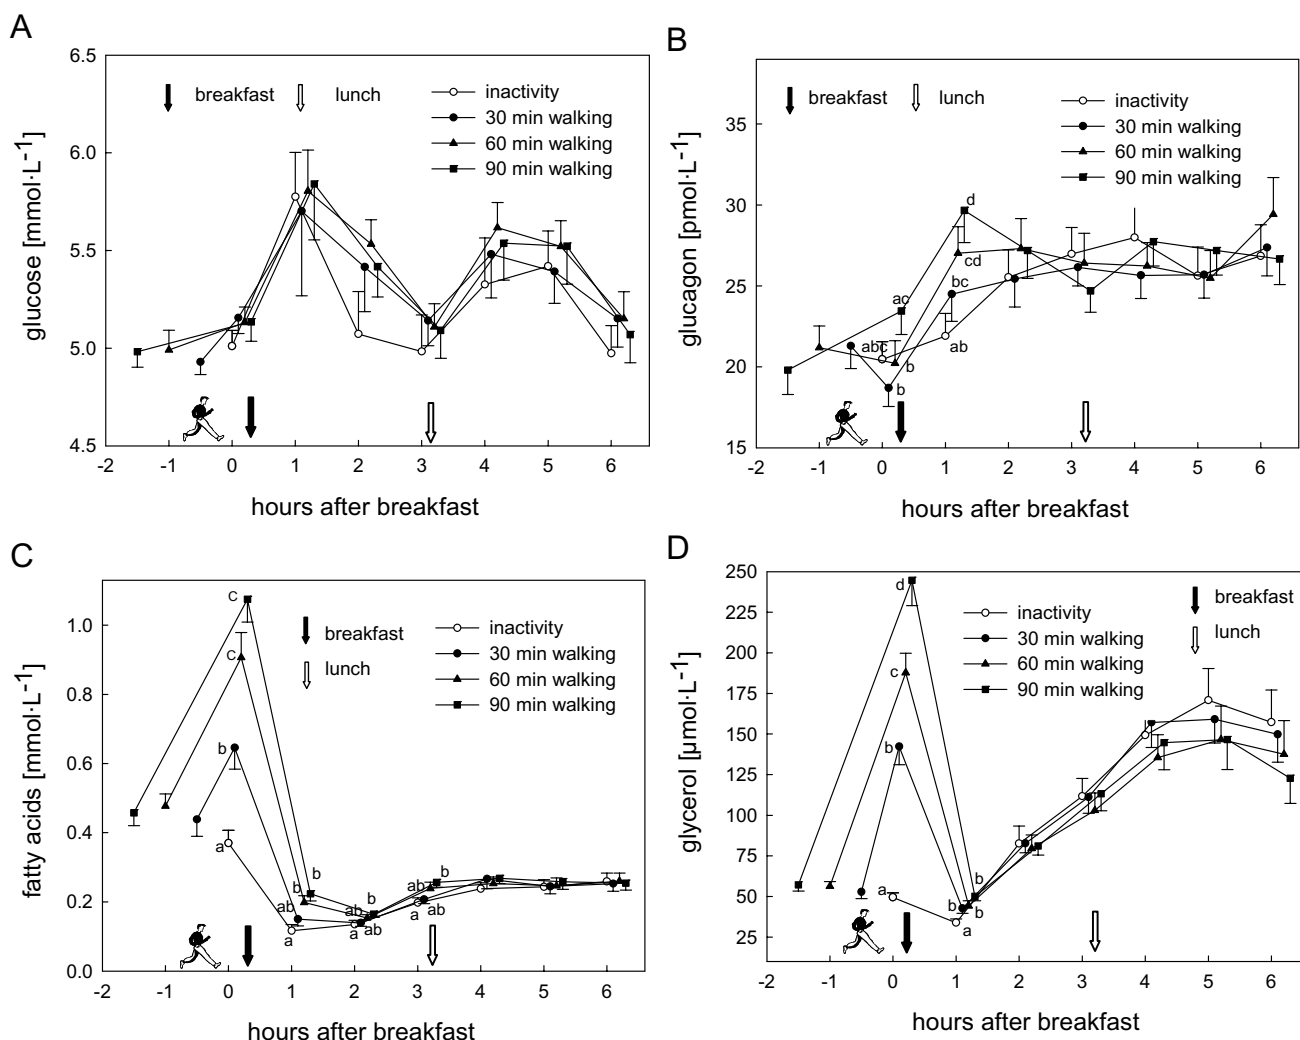 A
glucose [mmol·L-1]
6.5
6.0
5.5
5.0
4.5
breakfast
lunch
inactivity
30 min walking
60 min walking
90 min walking
-2 -1 0 1 2 3 4 5 6
hours after breakfast
B
glucagon [pmol·L-1]
35
30
25
20
15
breakfast
lunch
inactivity
30 min walking
60 min walking
90 min walking
d
cd
ac
bc
abc
ab
b
b
-2 -1 0 1 2 3 4 5 6
hours after breakfast
C
fatty acids [mmol·L-1]
1.0
0.8
0.6
0.4
0.2
0.0
breakfast
lunch
inactivity
30 min walking
60 min walking
90 min walking
c
c
b
a
b
b
ab
a
b
ab
ab
a
b
ab
ab
a
-2 -1 0 1 2 3 4 5 6
hours after breakfast
D
glycerol [µmol·L-1]
250
225
200
175
150
125
100
75
50
25
breakfast
lunch
inactivity
30 min walking
60 min walking
90 min walking
d
c
b
a
b
b
b
a
-2 -1 0 1 2 3 4 5 6
hours after breakfast